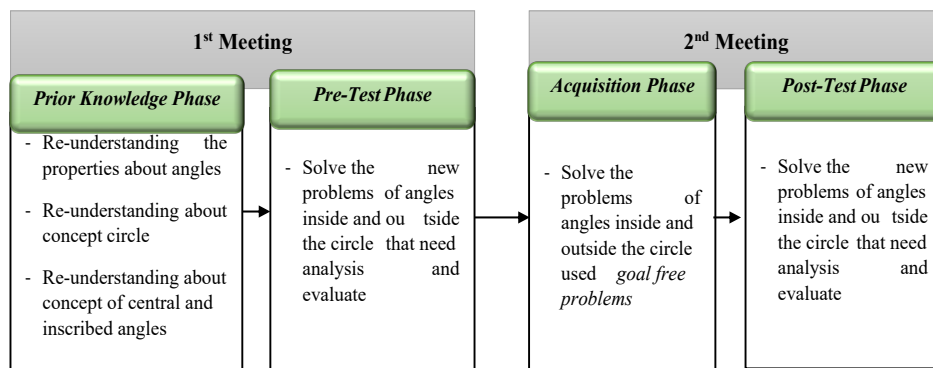 1st Meeting
2nd Meeting
Prior Knowledge Phase
- Re-understanding the
properties about angles
- Re-understanding about
concept circle
- Re-understanding about
concept of central and
inscribed angles
Pre-Test Phase
- Solve the new
problems of angles
inside and ou tside
the circle that need
analysis and
evaluate
Acquisition Phase
- Solve the
problems of
angles inside and
outside the circle
used goal free
problems
Post-Test Phase
- Solve the new
problems of angles
inside and ou tside
the circle that need
analysis and
evaluate